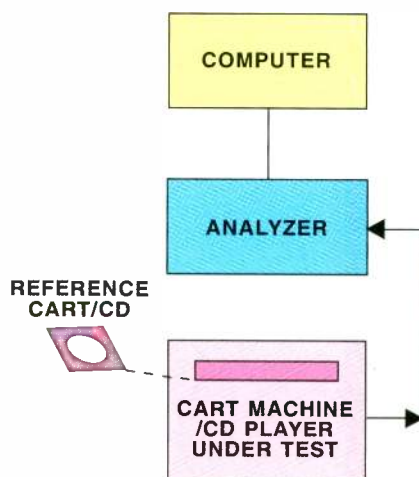 COMPUTER
ANALYZER
REFERENCE
CART/CD
CART MACHINE
/CD PLAYER
UNDER TEST